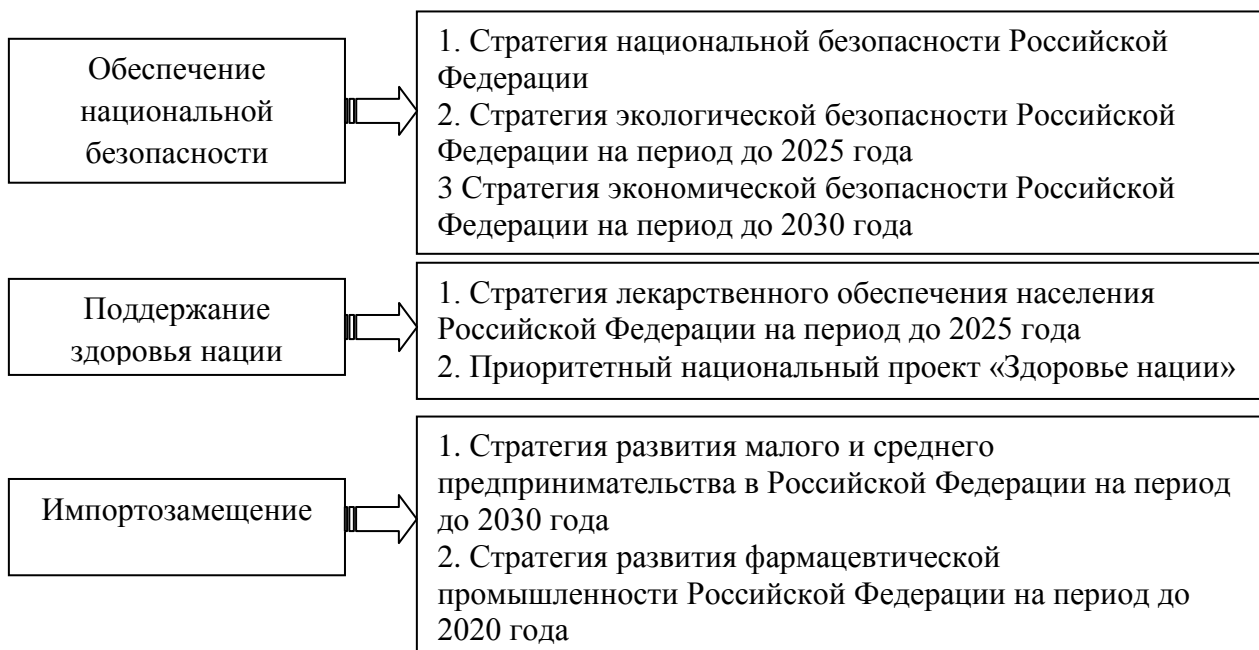 Обеспечение
национальной
безопасности
1. Стратегия национальной безопасности Российской
Федерации
2. Стратегия экологической безопасности Российской
Федерации на период до 2025 года
3 Стратегия экономической безопасности Российской
Федерации на период до 2030 года
Поддержание
здоровья нации
1. Стратегия лекарственного обеспечения населения
Российской Федерации на период до 2025 года
2. Приоритетный национальный проект «Здоровье нации»
Импортозамещение
1. Стратегия развития малого и среднего
предпринимательства в Российской Федерации на период
до 2030 года
2. Стратегия развития фармацевтической
промышленности Российской Федерации на период до
2020 года